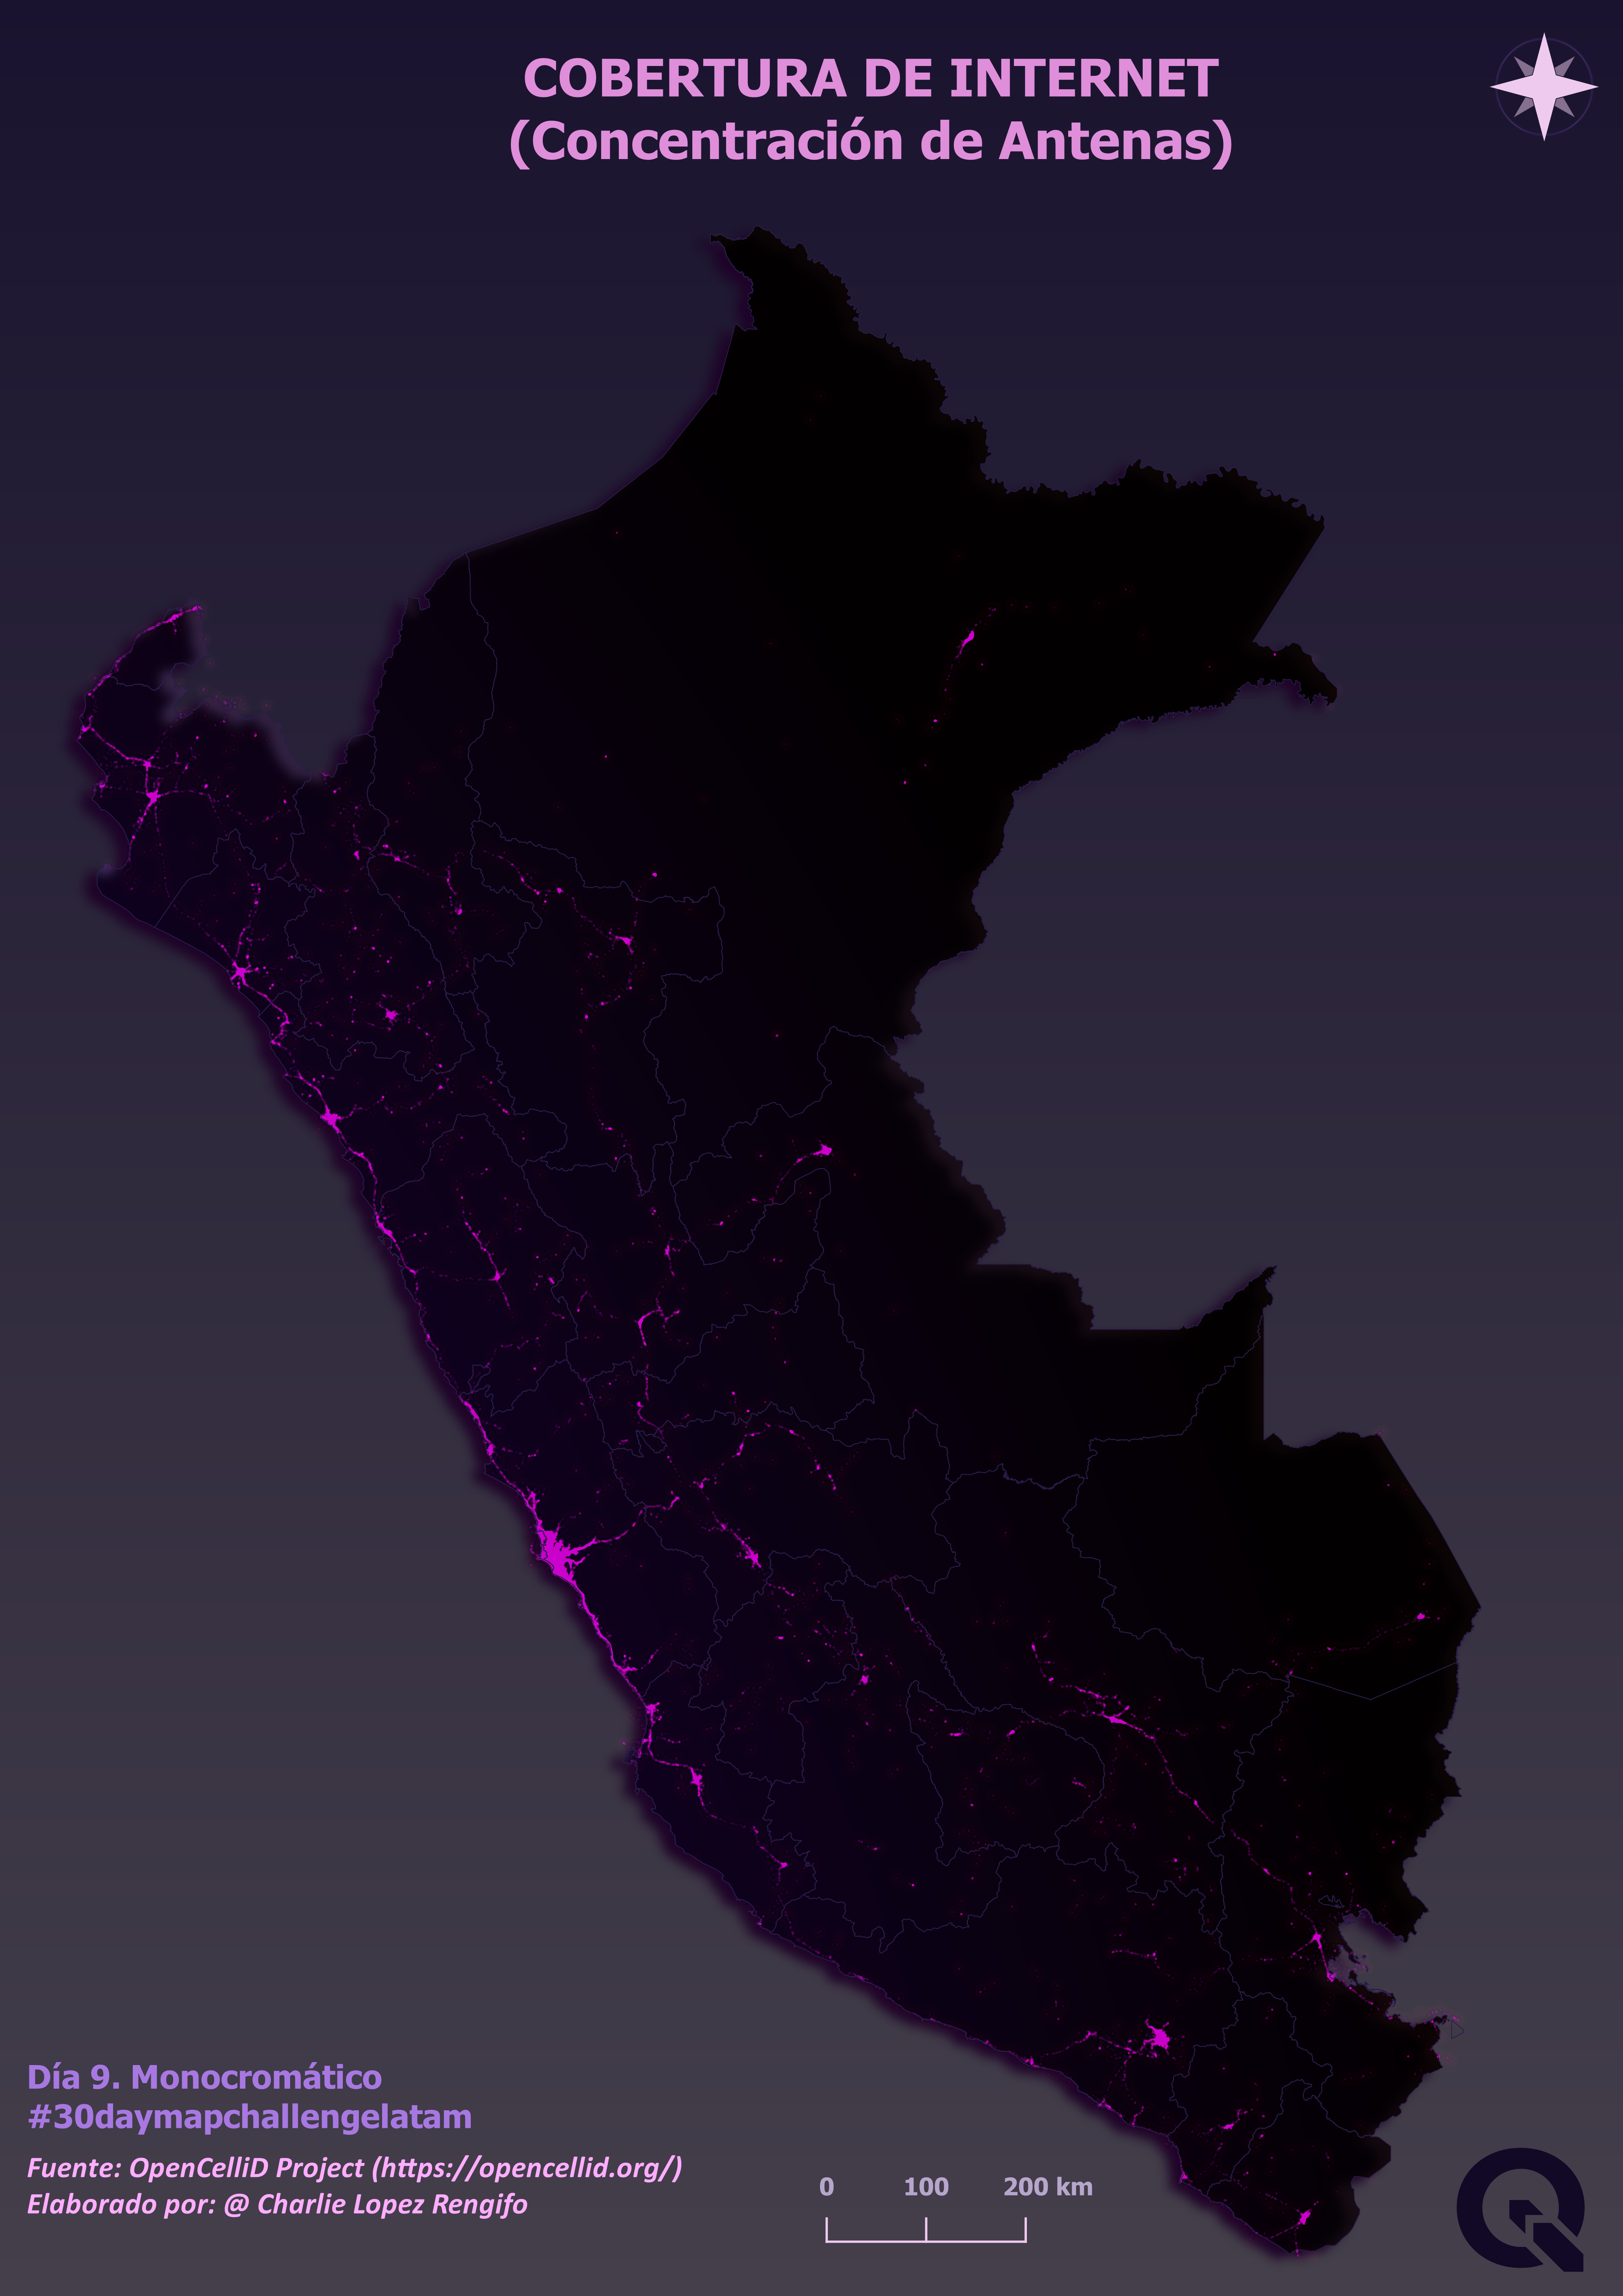 COBERTURA DE INTERNET
(Concentración de Antenas)
Día 9. Monocromático
#30daymapchallengelatam
Fuente: OpenCelliD Project (https://opencellid.org/)
Elaborado por: @ Charlie Lopez Rengifo
0 100 200 km